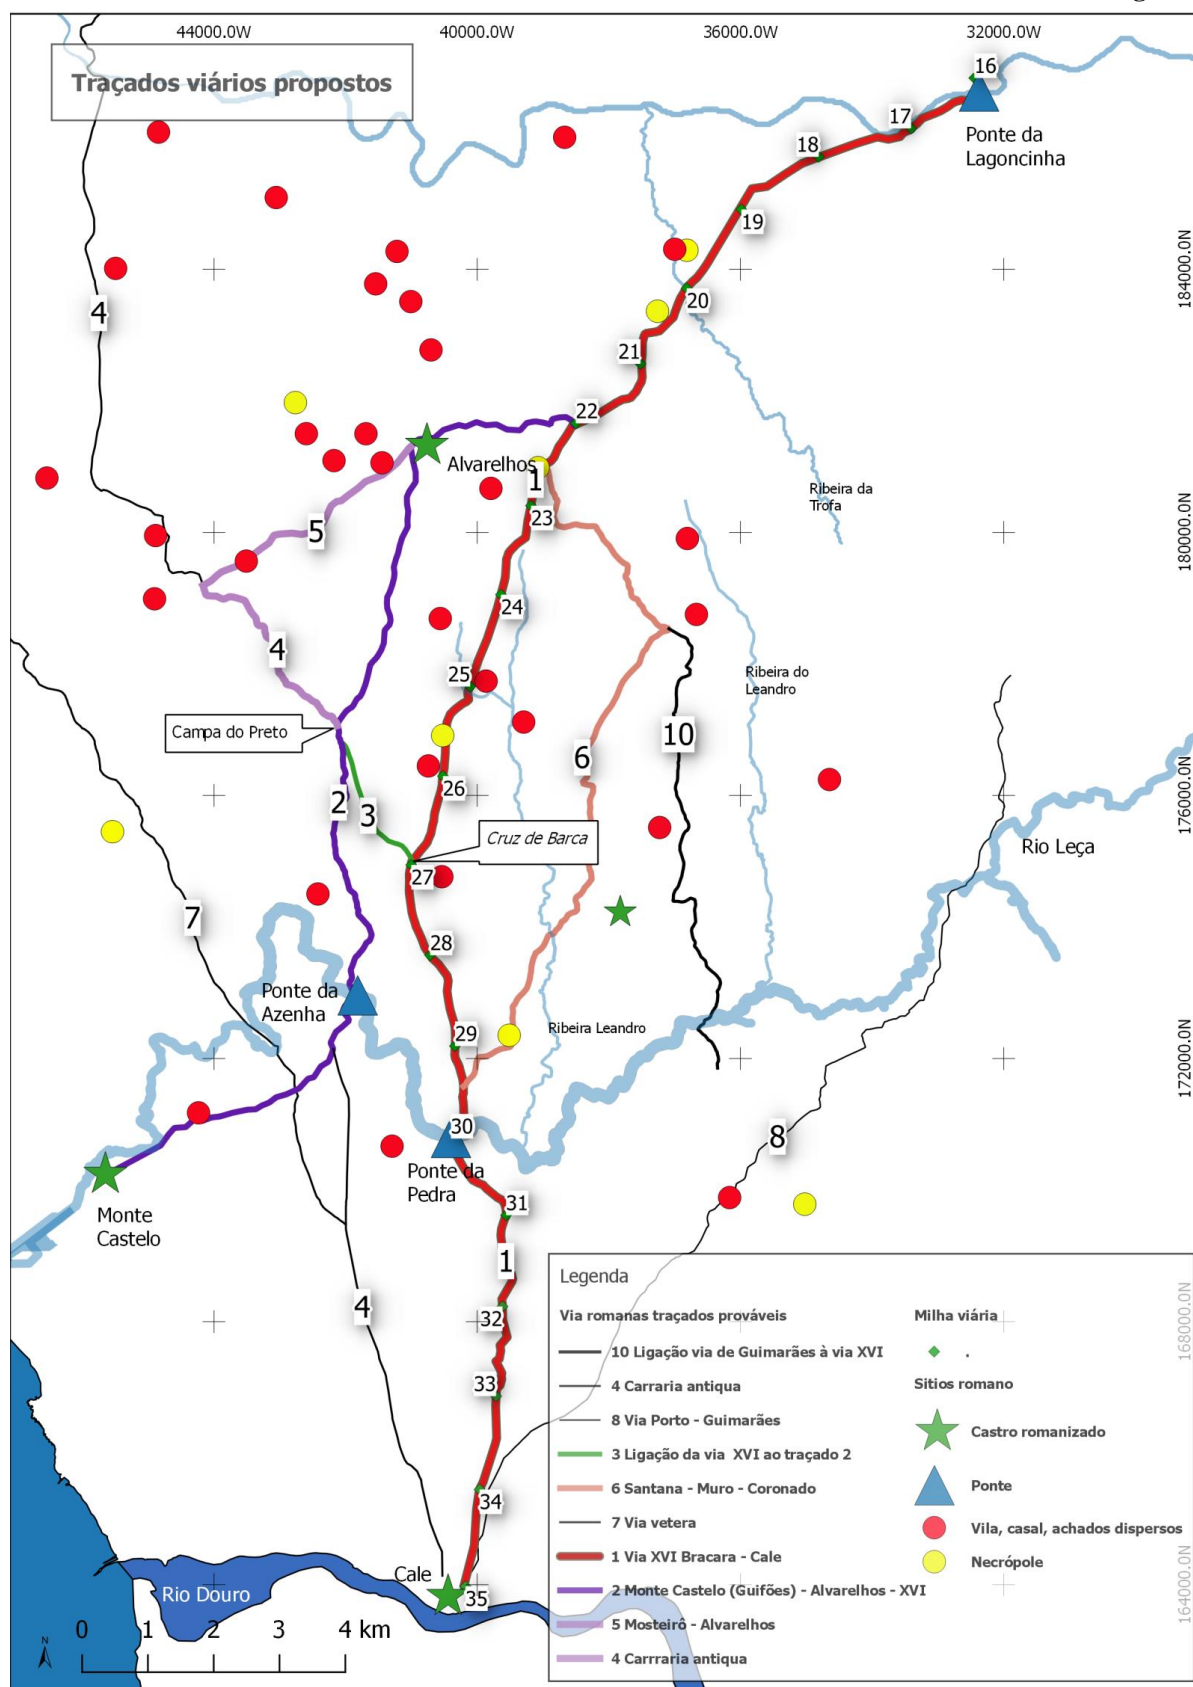 44000.0W
40000.0W
36000.0W
32000.0W
Traçados viários propostos
16
Ponte da
Lagoncinha
17
18
19
184000.0N
4
20
21
22
Alvarelhos
1
Ribeira da
Trofa
23
5
180000.0N
24
4
25
Ribeira do
Leandro
Campa do Preto
10
6
26
2
3
176000.0N
Cruz de Barca
Rio Leça
27
7
28
Ponte da
Azenha
29
Ribeira Leandro
172000.0N
30
8
Ponte da
Pedra
31
Monte
Castelo
1
4
32
33
34
Cale
35
Rio Douro
0 1 2 3 4 km
N
168000.0N
164000.0N
Legenda
Via romanas traçados prováveis
10 Ligação via de Guimarães à via XVI
4 Carraria antiqua
8 Via Porto - Guimarães
3 Ligação da via XVI ao traçado 2
6 Santana - Muro - Coronado
7 Via vetera
1 Via XVI Bracara - Cale
2 Monte Castelo (Guifões) - Alvarelhos - XVI
5 Mosteirô - Alvarelhos
4 Carrraria antiqua
Milha viária
.
Sitios romano
Castro romanizado
Ponte
Vila, casal, achados dispersos
Necrópole